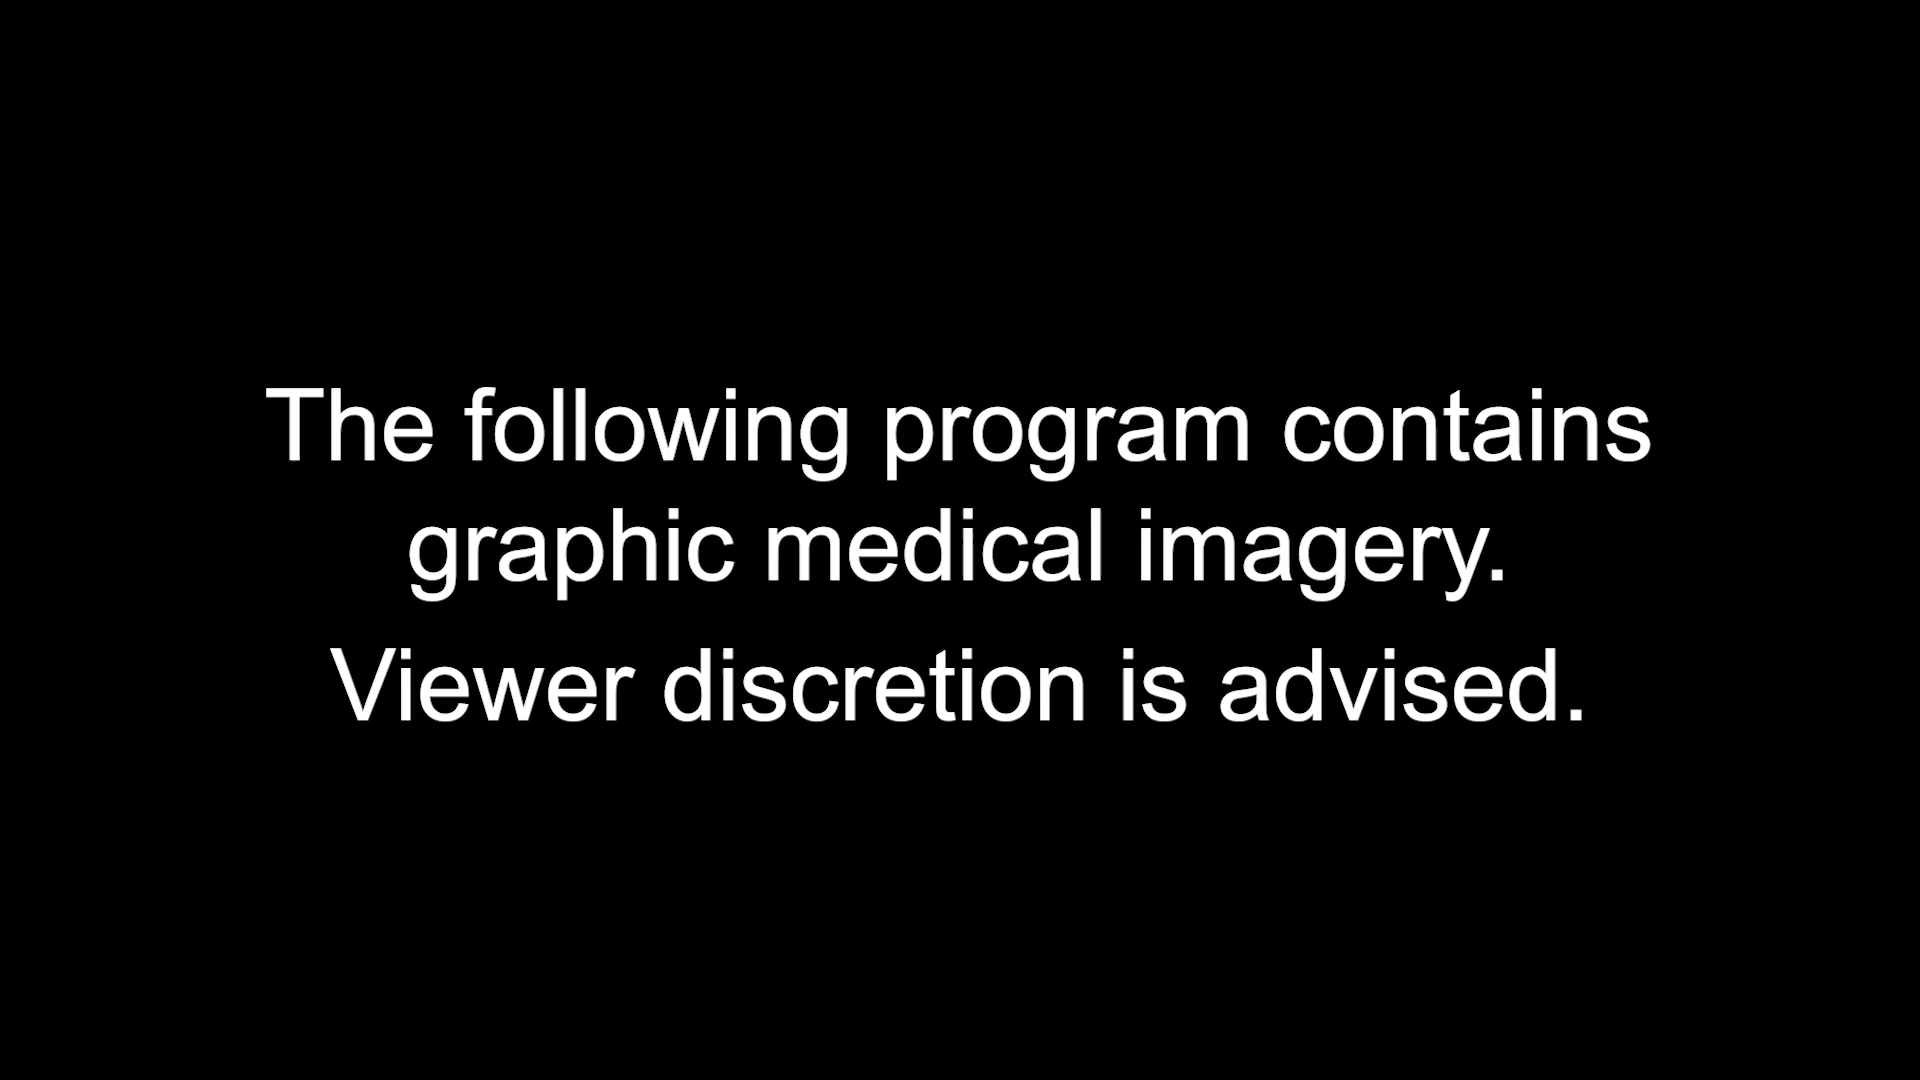 The following program contains
graphic medical imagery.
Viewer discretion is advised.